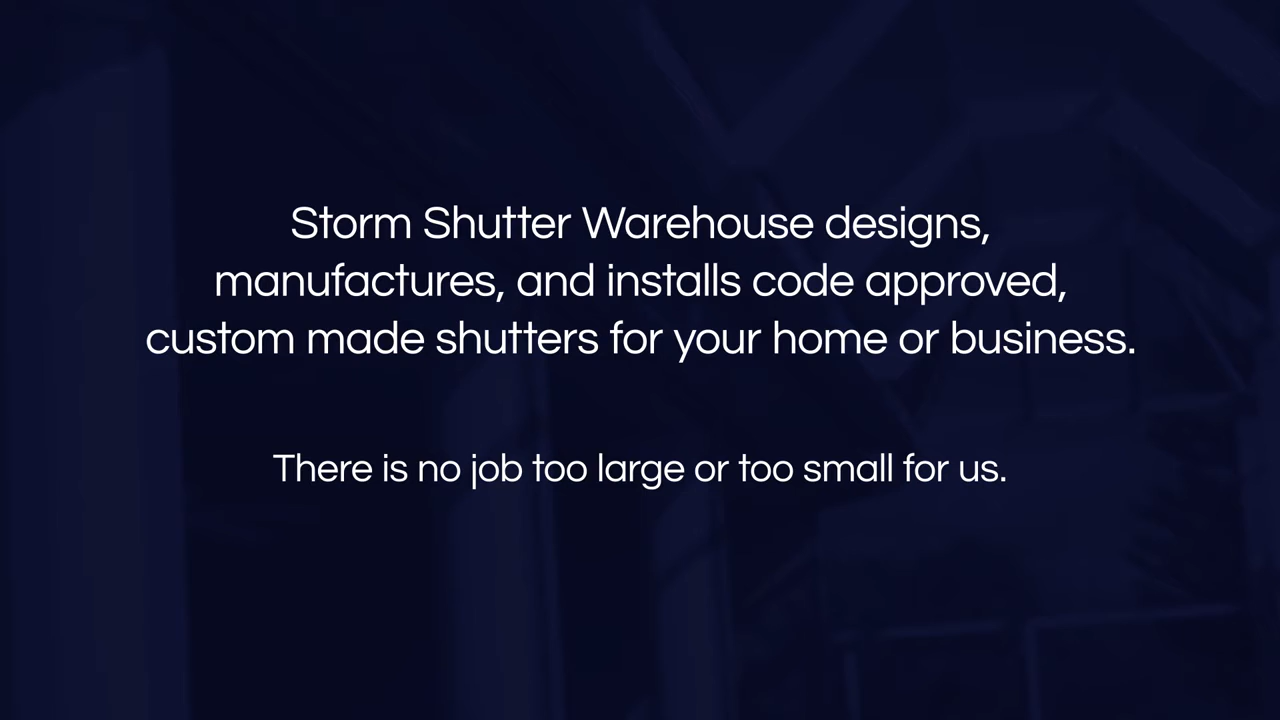 Storm Shutter Warehouse designs,
manufactures, and installs code approved,
custom made shutters for your home or business.
There is no job too large or too small for us.